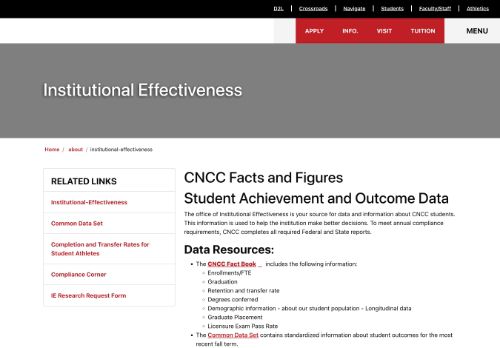 D2L | Crossroads | Navigate | Students | Faculty/Staff | Athletics
APPLY INFO. VISIT TUITION MENU
Institutional Effectiveness
Home / about / institutional-effectiveness
RELATED LINKS
Institutional-Effectiveness
Common Data Set
Completion and Transfer Rates for
Student Athletes
Compliance Corner
IE Research Request Form
CNCC Facts and Figures
Student Achievement and Outcome Data
The office of Institutional Effectiveness is your source for data and information about CNCC students.
This information is used to help the institution make better decisions. To meet annual compliance
requirements, CNCC completes all required Federal and State reports.
Data Resources:
• The CNCC Fact Book _ includes the following information:
○ Enrollments/FTE
○ Graduation
○ Retention and transfer rate
○ Degrees conferred
○ Demographic information - about our student population - Longitudinal data
○ Graduate Placement
○ Licensure Exam Pass Rate
• The Common Data Set contains standardized information about student outcomes for the most
recent fall term.